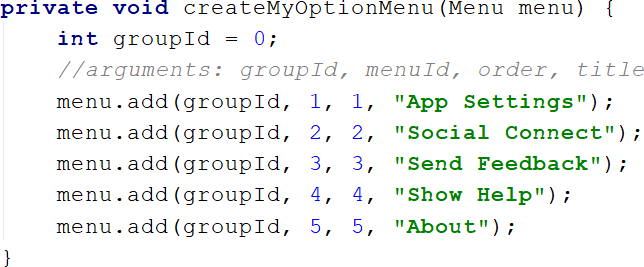 private void createMyOptionMenu(Menu menu) {
    int groupId = 0;
    //arguments: groupId, menuId, order, title
    menu.add(groupId, 1, 1, "App Settings");
    menu.add(groupId, 2, 2, "Social Connect");
    menu.add(groupId, 3, 3, "Send Feedback");
    menu.add(groupId, 4, 4, "Show Help");
    menu.add(groupId, 5, 5, "About");
}